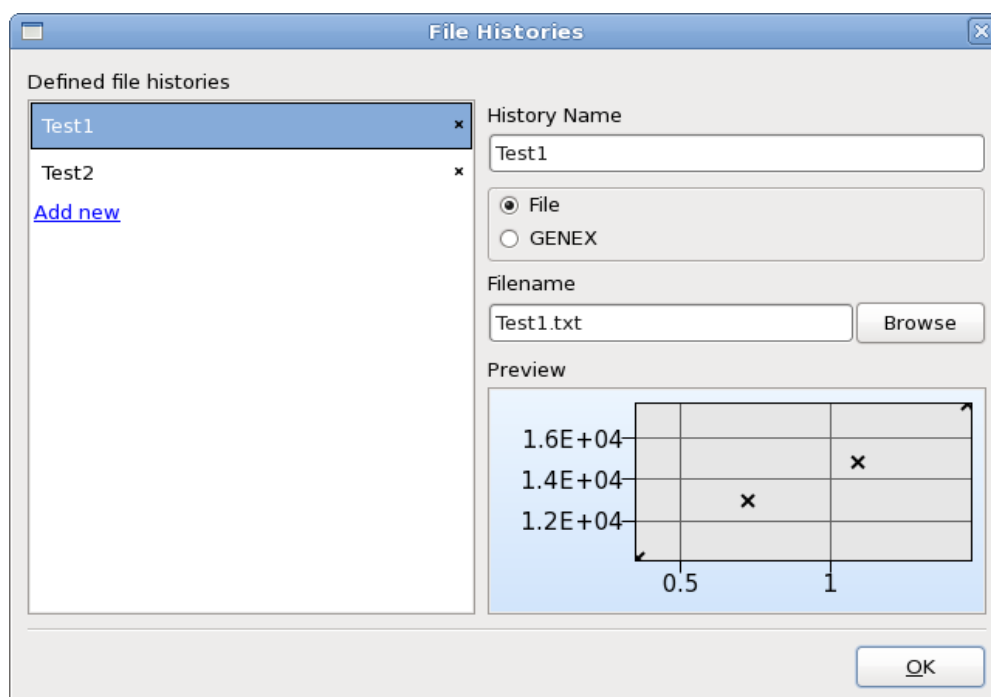 File Histories
Defined file histories
Test1
Test2
Add new
History Name
Test1
File
GENEX
Filename
Test1.txt
Browse
Preview
1.6E+04
1.4E+04
1.2E+04
0.5 1
OK